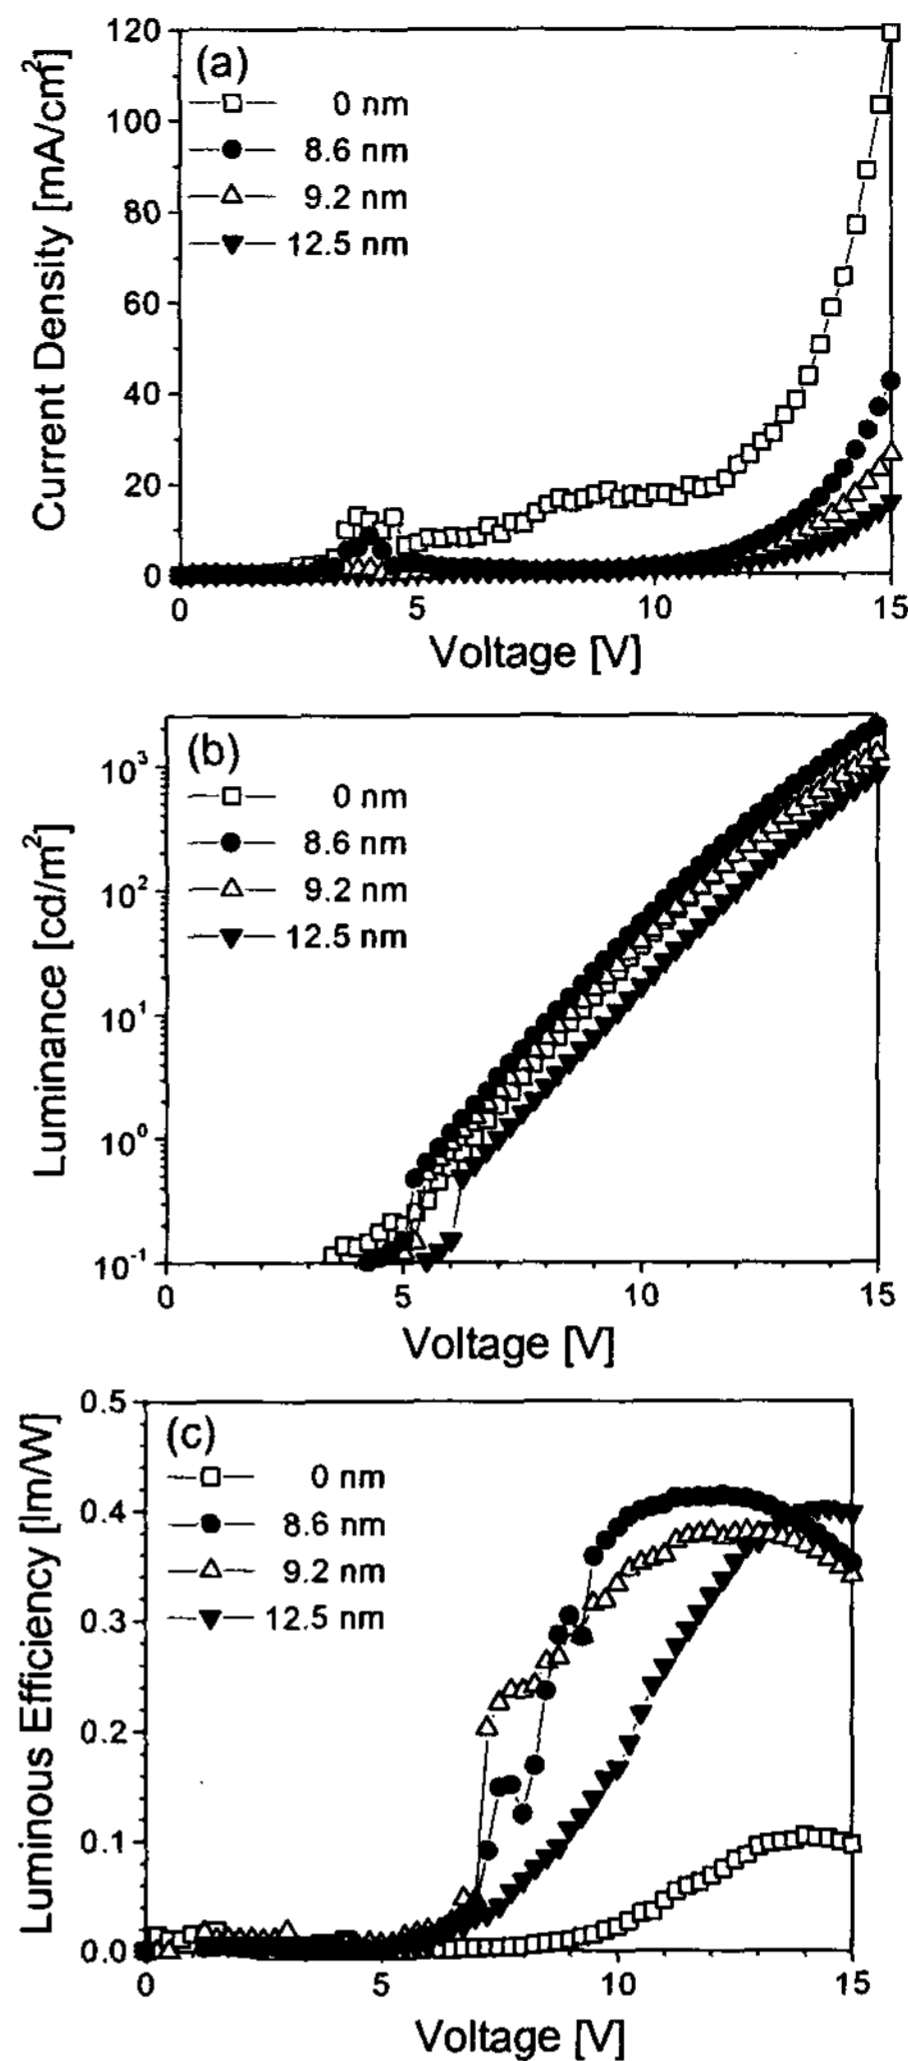 (a)
0 nm
8.6 nm
9.2 nm
12.5 nm
120
100
80
60
40
20
0
Current Density [mA/cm²]
0 5 10 15
Voltage [V]
(b)
0 nm
8.6 nm
9.2 nm
12.5 nm
10³
10²
10¹
10⁰
10⁻¹
Luminance [cd/m²]
0 5 10 15
Voltage [V]
(c)
0 nm
8.6 nm
9.2 nm
12.5 nm
0.5
0.4
0.3
0.2
0.1
0.0
Luminous Efficiency [lm/W]
0 5 10 15
Voltage [V]